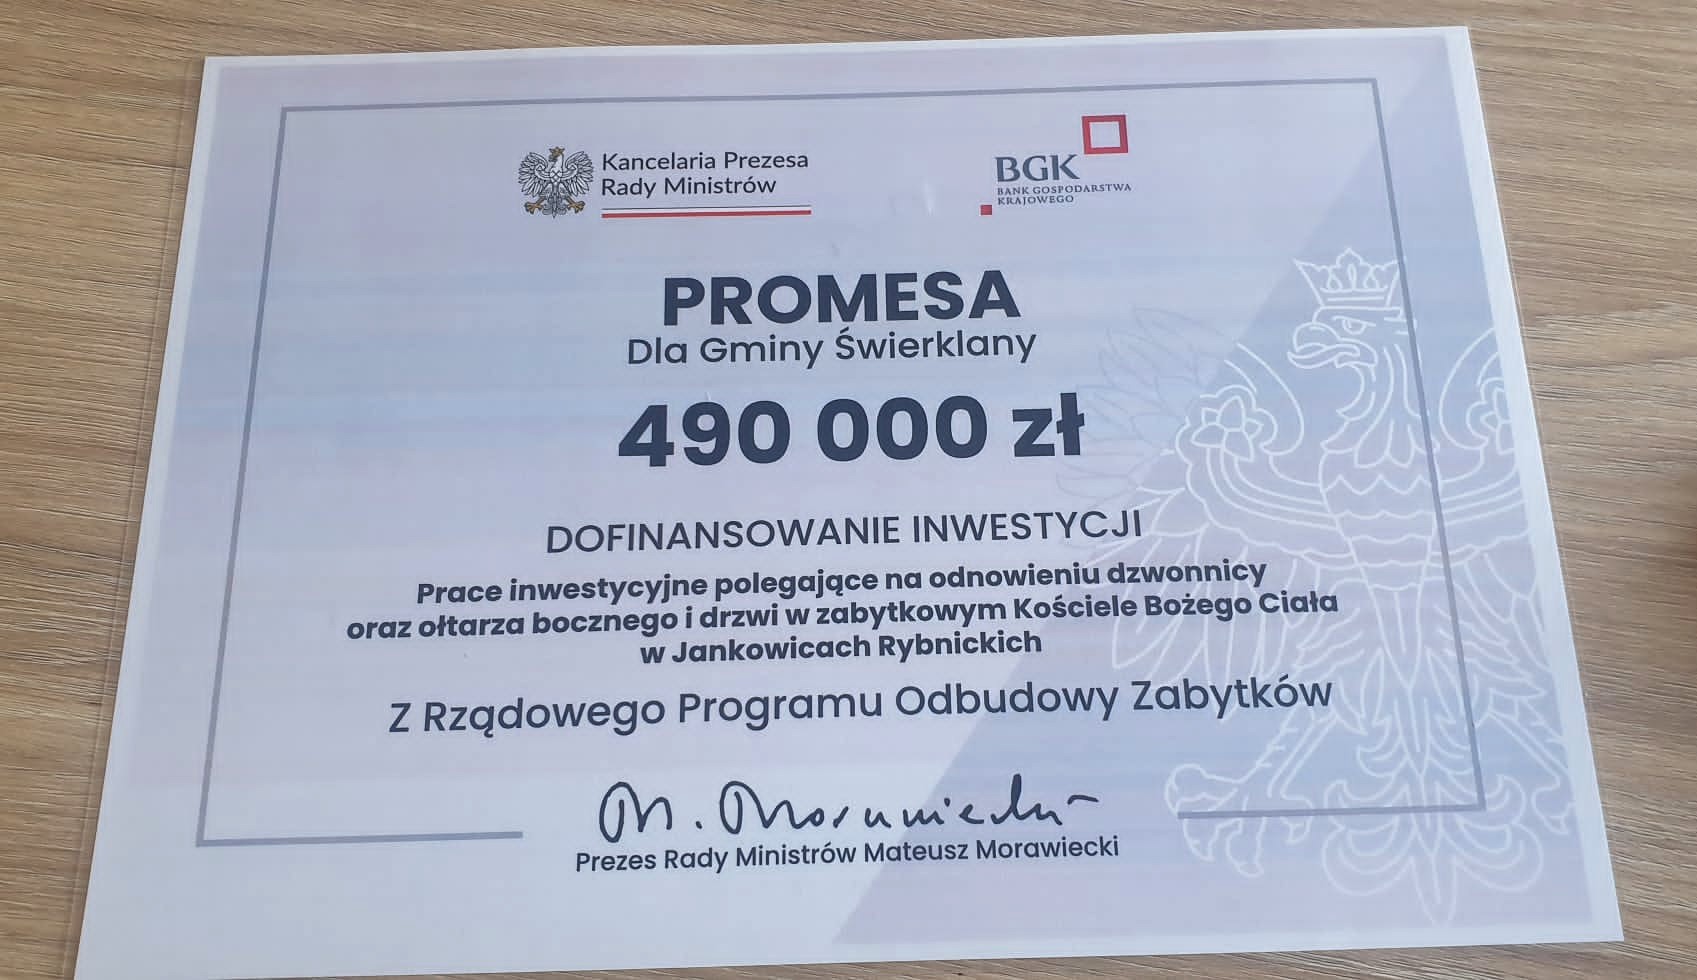 Kancelaria Prezesa
Rady Ministrów
BGK
BANK GOSPODARSTWA
KRAJOWEGO
PROMESA
Dla Gminy Świerklany
490 000 zł
DOFINANSOWANIE INWESTYCJI
Prace inwestycyjne polegające na odnowieniu dzwonnicy
oraz ołtarza bocznego i drzwi w zabytkowym Kościele Bożego Ciała
w Jankowicach Rybnickich
Z Rządowego Programu Odbudowy Zabytków
M. Morawiecki
Prezes Rady Ministrów Mateusz Morawiecki